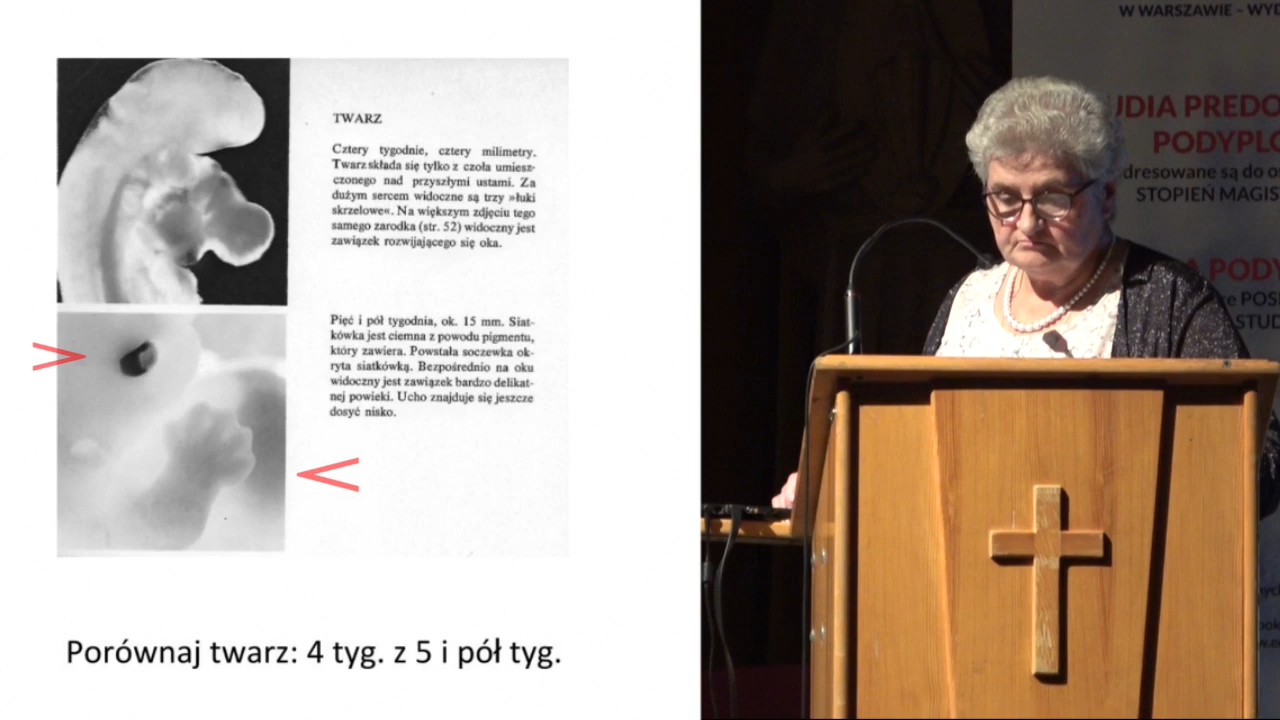 TWARZ
Cztery tygodnie, cztery milimetry.
Twarz składa się tylko z czoła umiesz-
czonego nad przyszłymi ustami. Za
dużym sercem widoczne są trzy »łuki
skrzelowe«. Na większym zdjęciu tego
samego zarodka (str. 52) widoczny jest
zawiązek rozwijającego się oka.
Pięć i pół tygodnia, ok. 15 mm. Siat-
kówka jest ciemna z powodu pigmentu,
który zawiera. Powstała soczewka ok-
ryta siatkówką. Bezpośrednio na oku
widoczny jest zawiązek bardzo delikat-
nej powieki. Ucho znajduje się jeszcze
dosyć nisko.
Porównaj twarz: 4 tyg. z 5 i pół tyg.
W WARSZAWIE – WYD
UDIA PREDO
PODYPLO
dresowane są do os
STOPIEŃ MAGIS
A PODY
POS
STUD